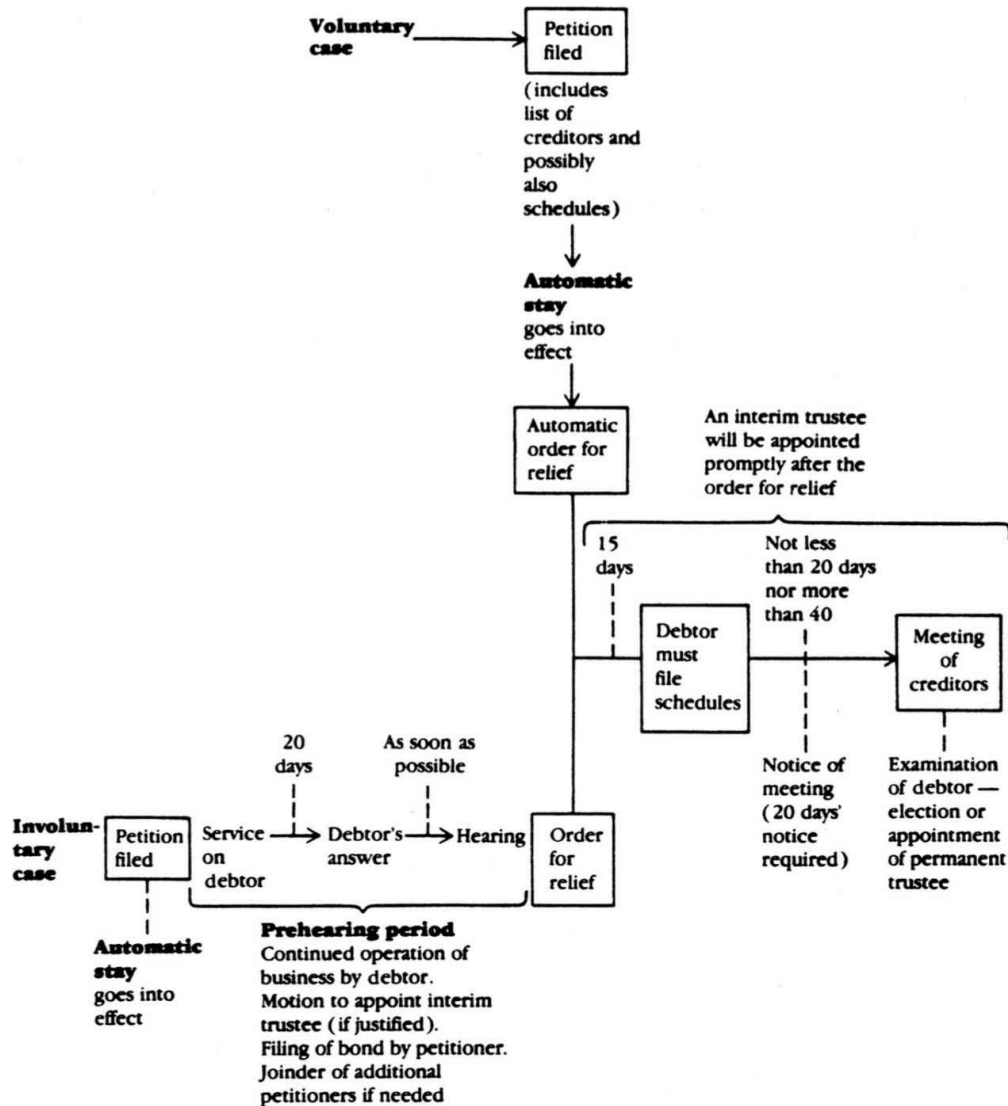 Voluntary
case
Petition
filed
(includes
list of
creditors and
possibly
also
schedules)
Automatic
stay
goes into
effect
Automatic
order for
relief
An interim trustee
will be appointed
promptly after the
order for relief
15
days
Not less
than 20 days
nor more
than 40
Debtor
must
file
schedules
Meeting
of
creditors
Notice of
meeting
(20 days'
notice
required)
Examination
of debtor —
election or
appointment
of permanent
trustee
Involun-
tary
case
Petition
filed
Service
on
debtor
20
days
Debtor's
answer
As soon as
possible
Hearing
Order
for
relief
Automatic
stay
goes into
effect
Prehearing period
Continued operation of
business by debtor.
Motion to appoint interim
trustee (if justified).
Filing of bond by petitioner.
Joinder of additional
petitioners if needed